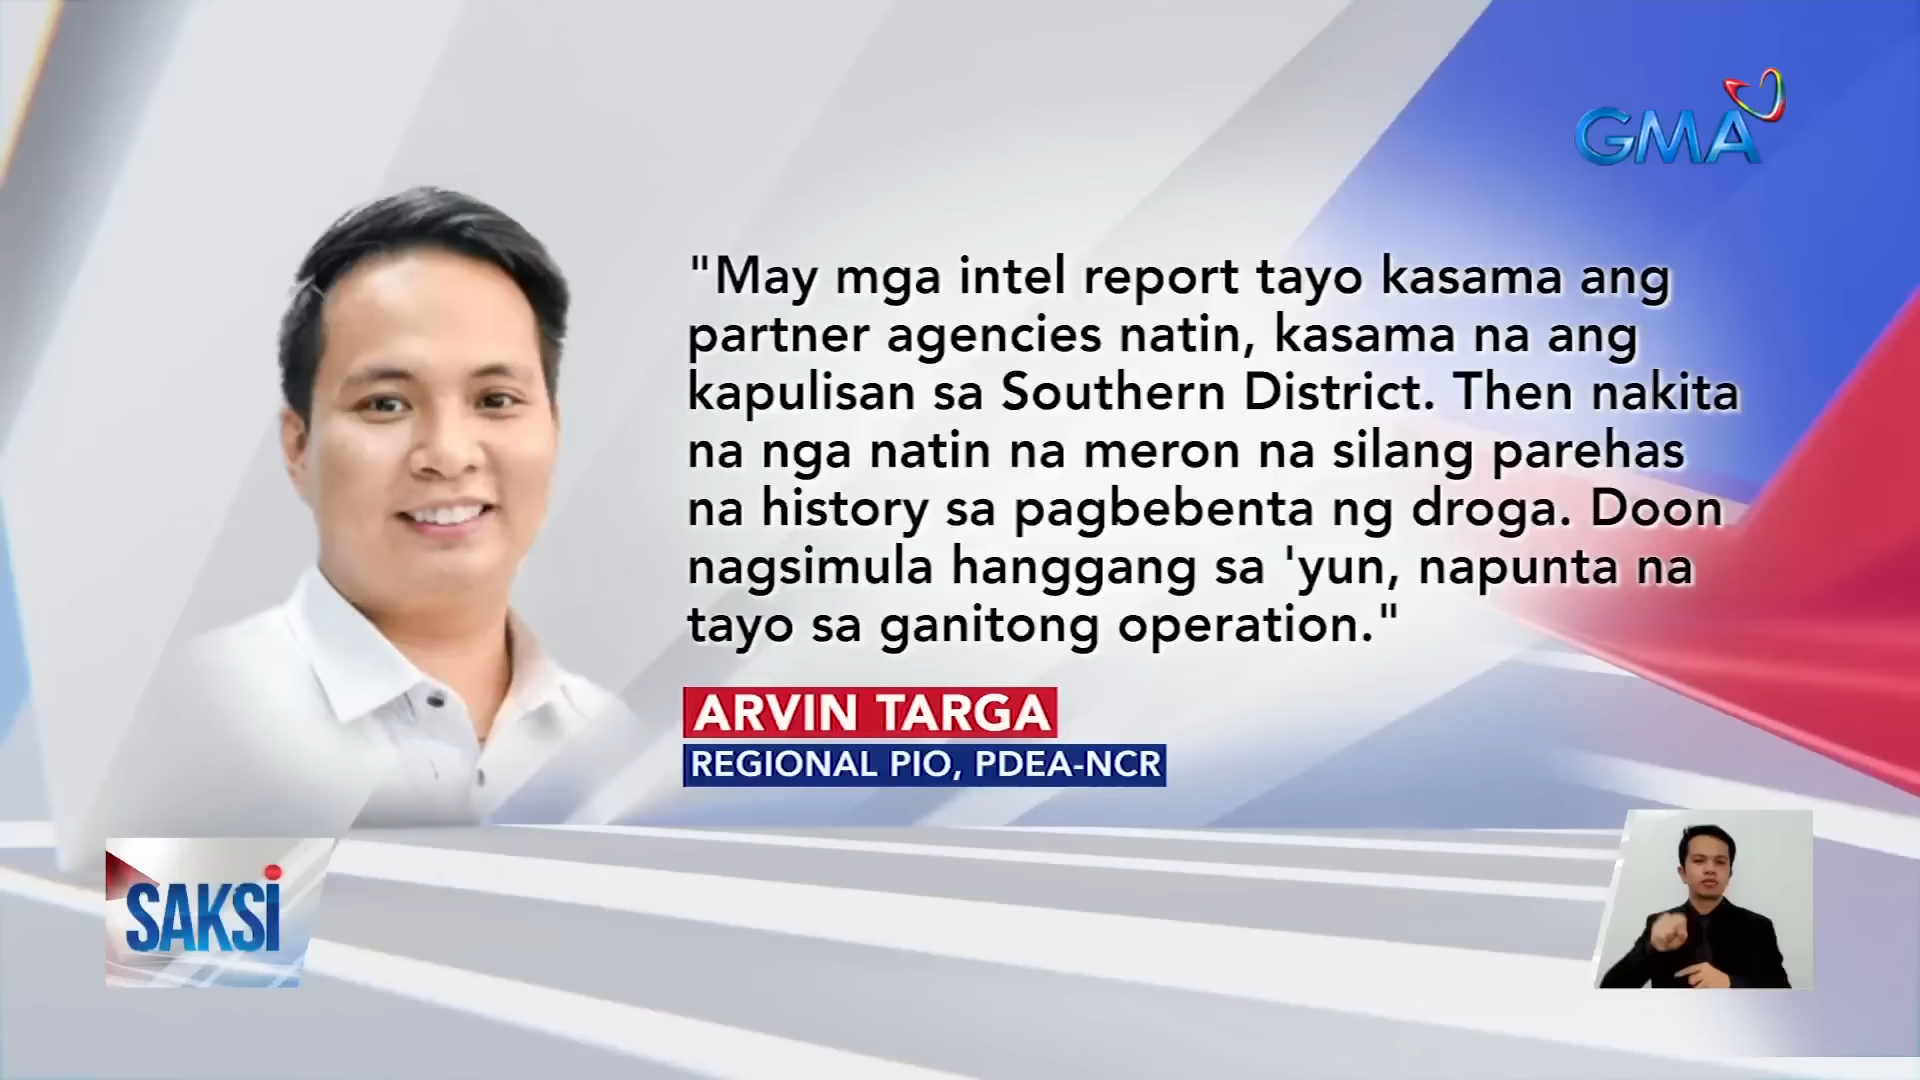 GMA
"May mga intel report tayo kasama ang
partner agencies natin, kasama na ang
kapulisan sa Southern District. Then nakita
na nga natin na meron na silang parehas
na history sa pagbebenta ng droga. Doon
nagsimula hanggang sa 'yun, napunta na
tayo sa ganitong operation."
ARVIN TARGA
REGIONAL PIO, PDEA-NCR
SAKSi